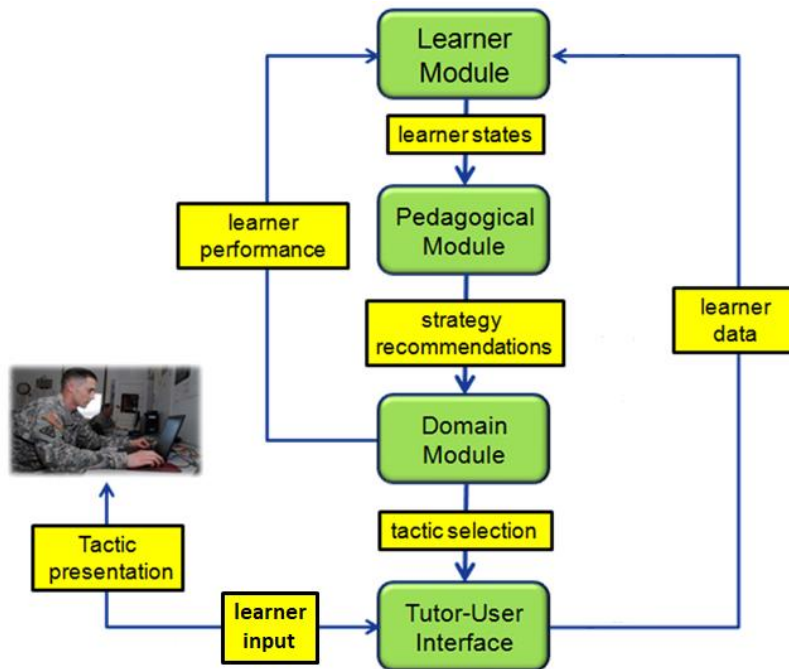 Learner
Module
learner states
Pedagogical
Module
learner
performance
strategy
recommendations
learner
data
Domain
Module
tactic selection
Tactic
presentation
learner
input
Tutor-User
Interface